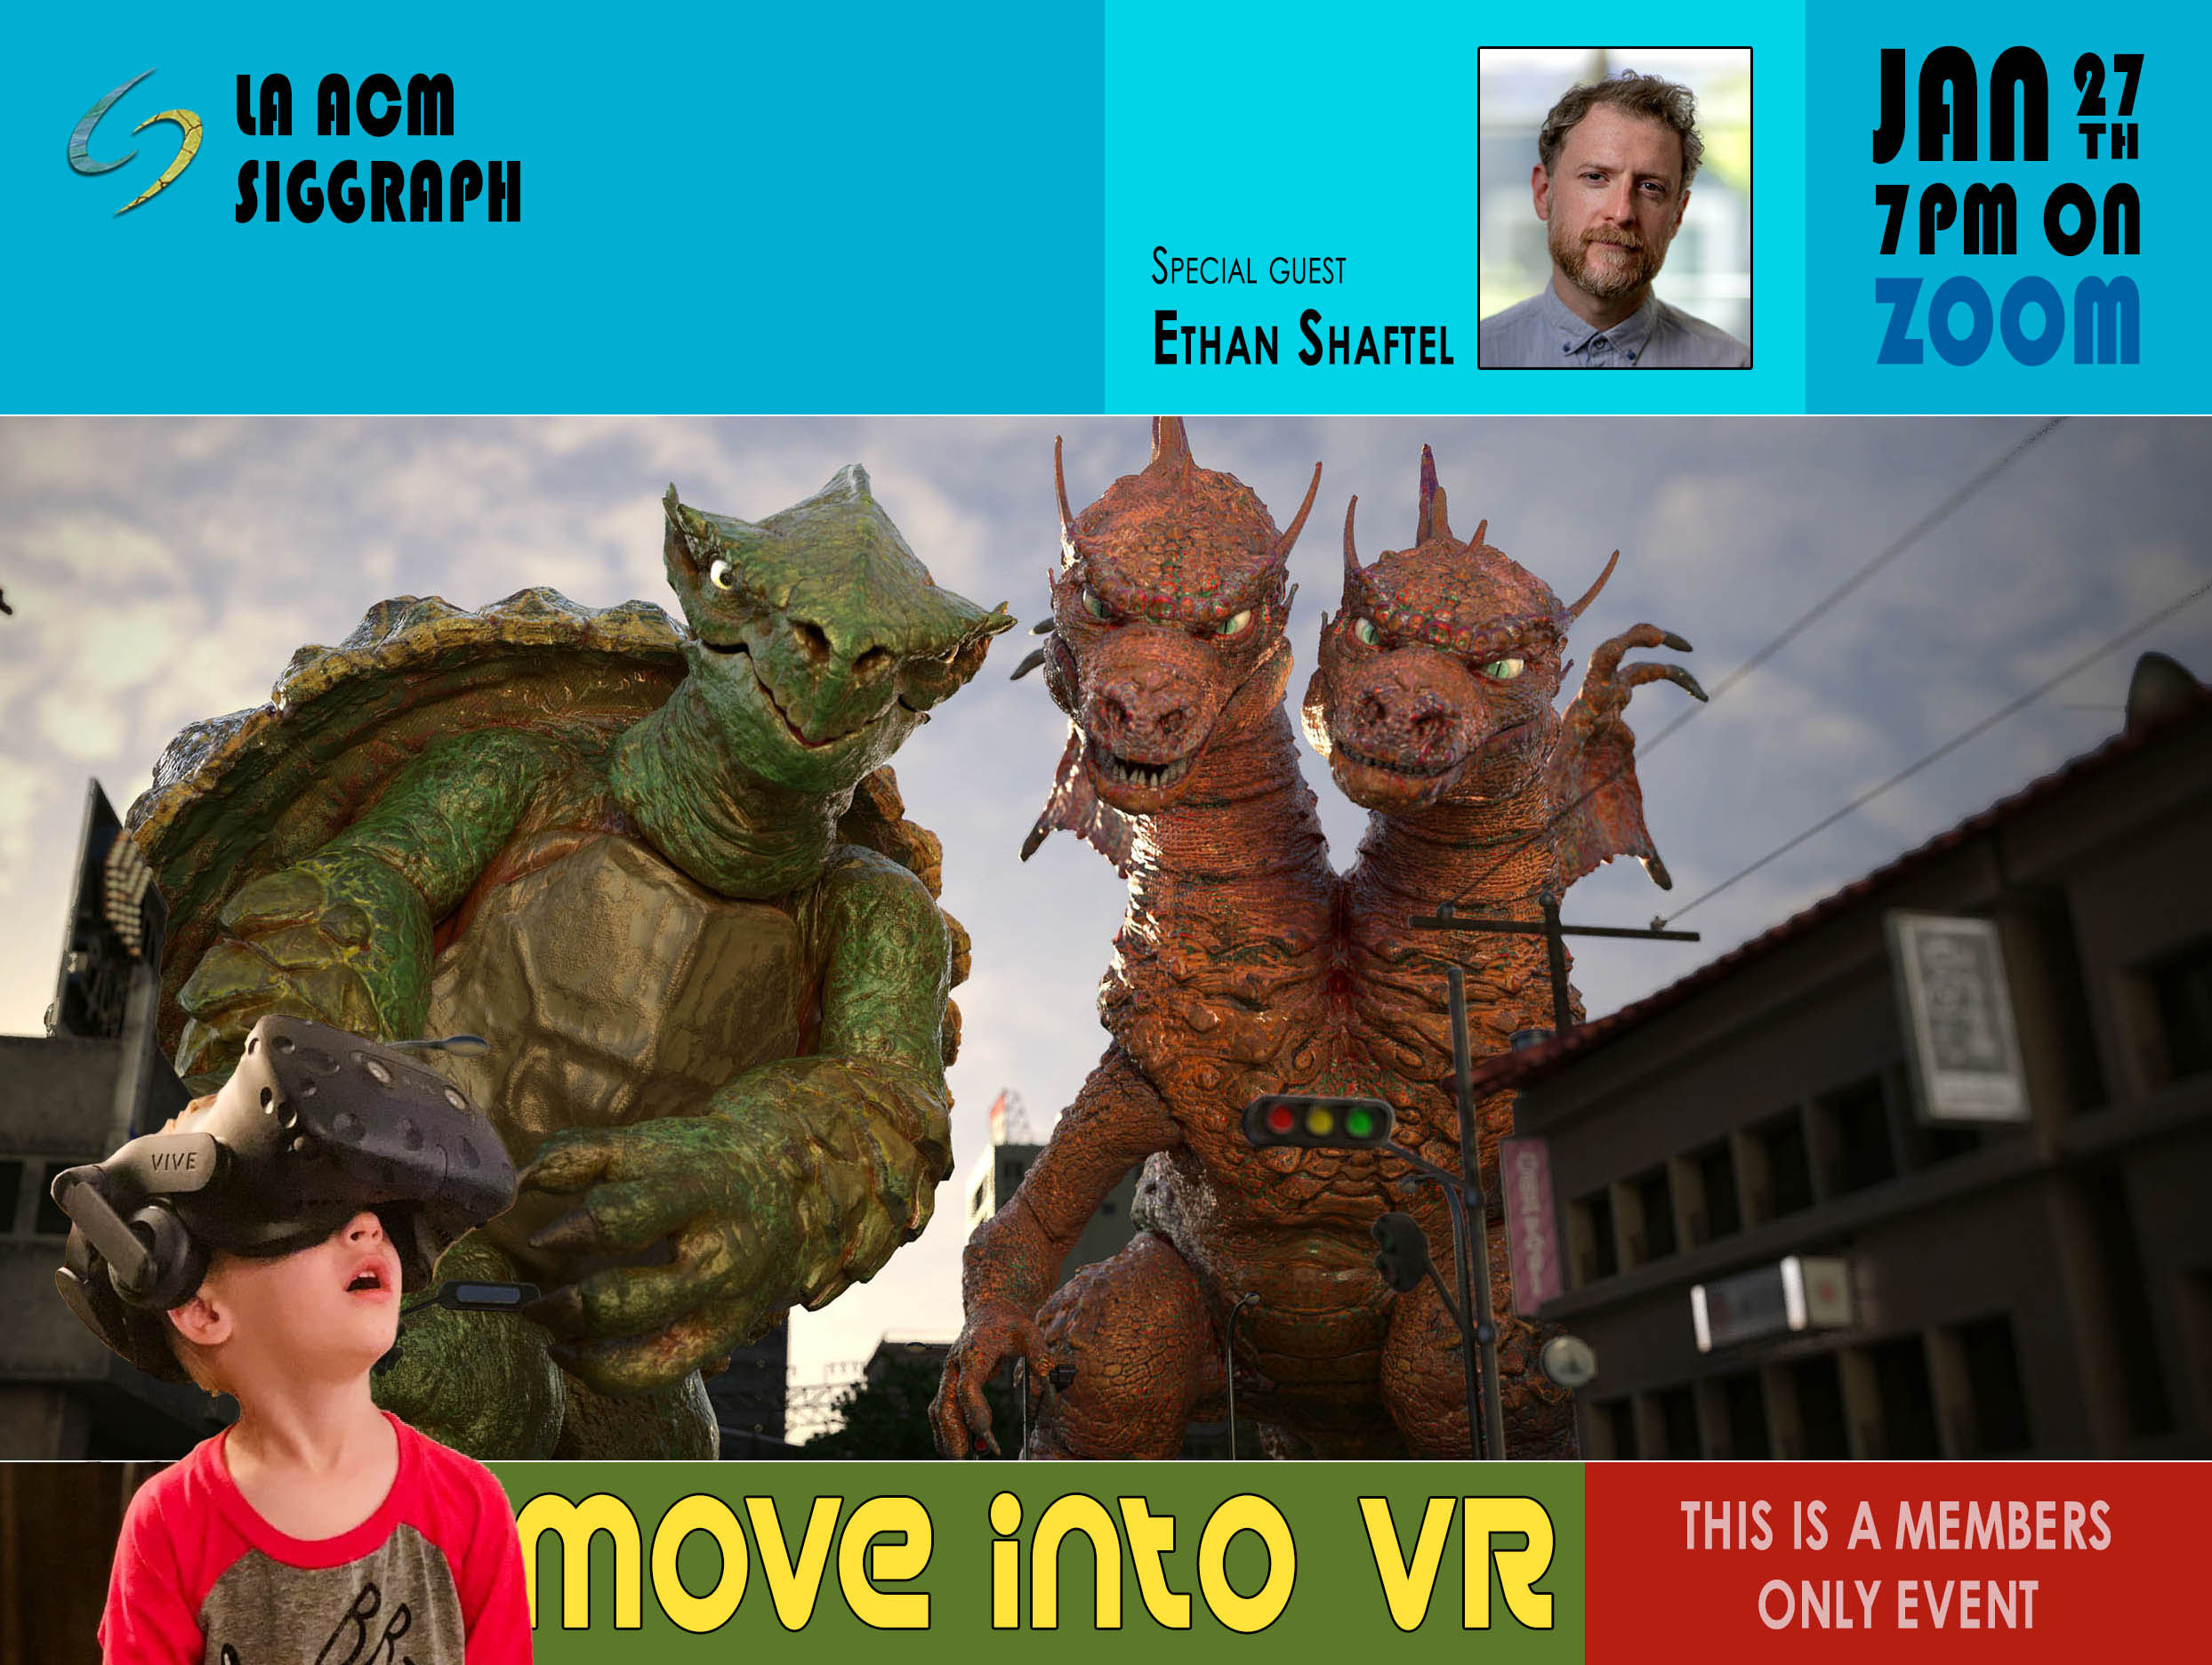 LA ACM
SIGGRAPH
SPECIAL GUEST
ETHAN SHAFTEL
JAN 27TH
7PM ON
ZOOM
VIVE
move into VR
THIS IS A MEMBERS
ONLY EVENT